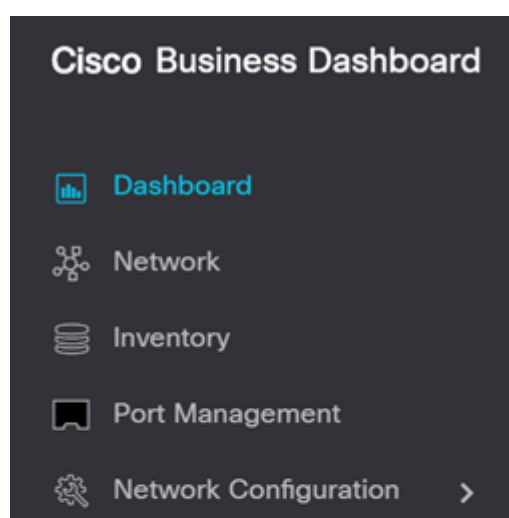 Cisco Business Dashboard
Dashboard
Network
Inventory
Port Management
Network Configuration